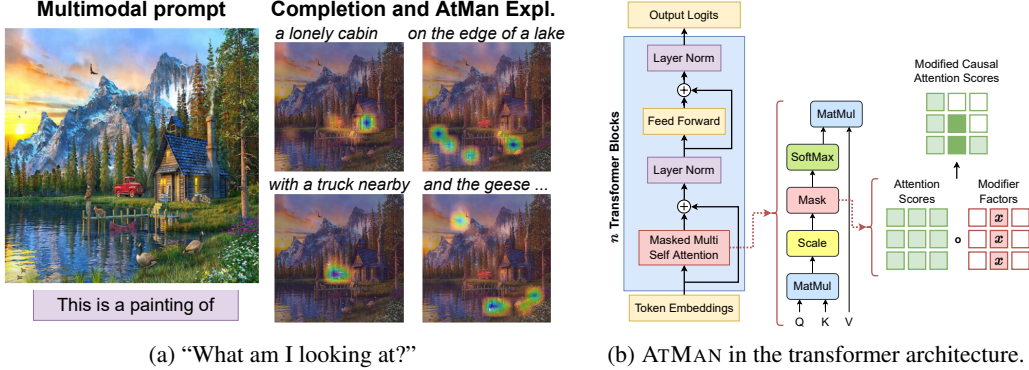 Multimodal prompt
This is a painting of
Completion and AtMan Expl.
a lonely cabin
on the edge of a lake
with a truck nearby
and the geese ...
(a) “What am I looking at?”
Output Logits
n Transformer Blocks
Layer Norm
Feed Forward
Layer Norm
Masked Multi
Self Attention
Token Embeddings
MatMul
SoftMax
Mask
Scale
MatMul
Q K V
Modified Causal
Attention Scores
Attention
Scores
Modifier
Factors
x
x
x
(b) ATMAN in the transformer architecture.